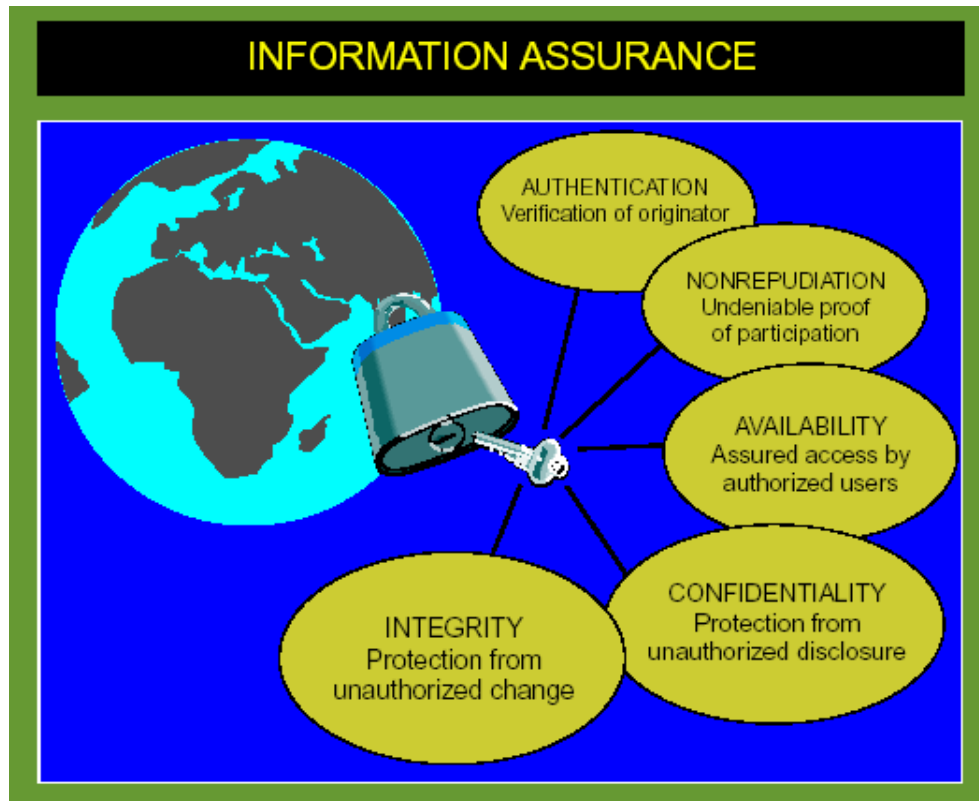 INFORMATION ASSURANCE
AUTHENTICATION
Verification of originator
NONREPUDIATION
Undeniable proof
of participation
AVAILABILITY
Assured access by
authorized users
CONFIDENTIALITY
Protection from
unauthorized disclosure
INTEGRITY
Protection from
unauthorized change